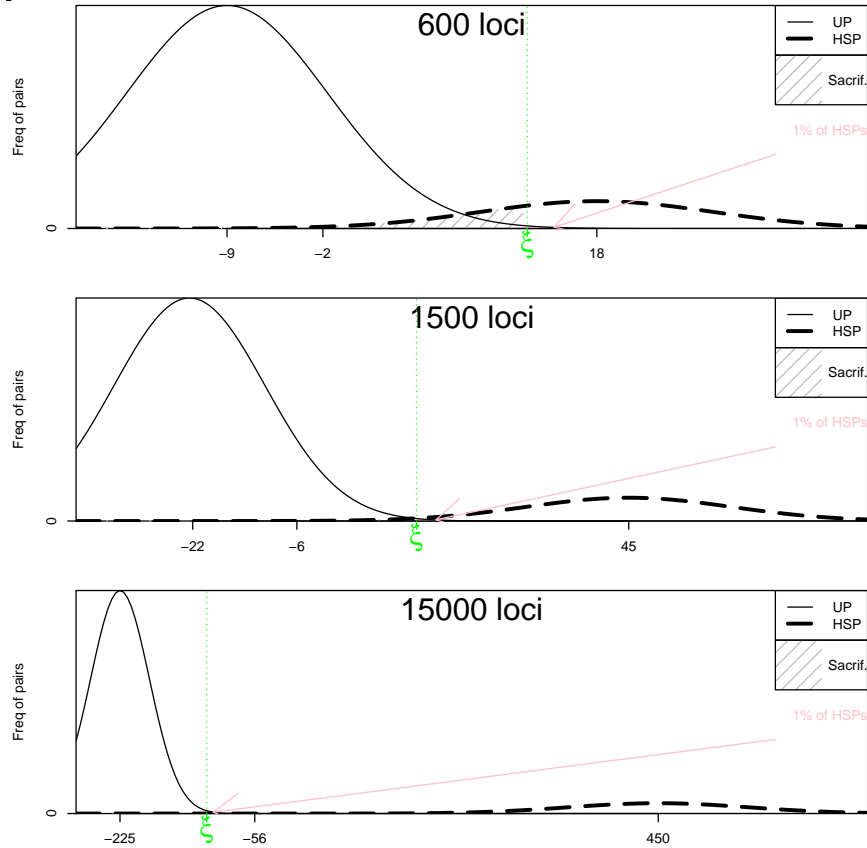 600 loci
UP
HSP
Sacrif.
1% of HSPs
Freq of pairs
0
−9
−2
ξ
18
1500 loci
UP
HSP
Sacrif.
1% of HSPs
Freq of pairs
0
−22
−6
ξ
45
15000 loci
UP
HSP
Sacrif.
1% of HSPs
Freq of pairs
0
−225
ξ
−56
450